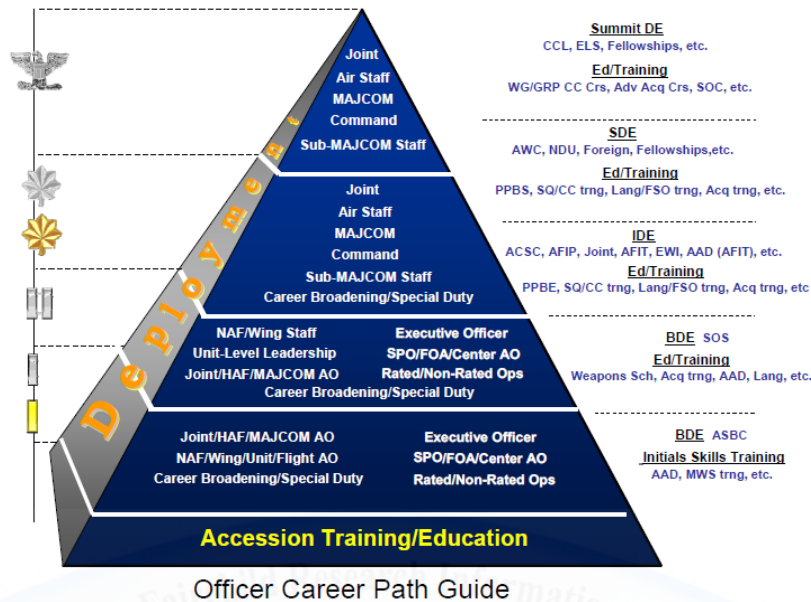 Summit DE
CCL, ELS, Fellowships, etc.
Ed/Training
WG/GRP CC Crs, Adv Acq Crs, SOC, etc.
SDE
AWC, NDU, Foreign, Fellowships,etc.
Ed/Training
PPBS, SQ/CC trng, Lang/FSO trng, Acq trng, etc.
IDE
ACSC, AFIP, Joint, AFIT, EWI, AAD (AFIT), etc.
Ed/Training
PPBE, SQ/CC trng, Lang/FSO trng, Acq trng, etc
BDE SOS
Ed/Training
Weapons Sch, Acq trng, AAD, Lang, etc.
BDE ASBC
Initials Skills Training
AAD, MWS trng, etc.
Deployment
Joint
Air Staff
MAJCOM
Command
Sub-MAJCOM Staff
Joint
Air Staff
MAJCOM
Command
Sub-MAJCOM Staff
Career Broadening/Special Duty
NAF/Wing Staff Executive Officer
Unit-Level Leadership SPO/FOA/Center AO
Joint/HAF/MAJCOM AO Rated/Non-Rated Ops
Career Broadening/Special Duty
Joint/HAF/MAJCOM AO Executive Officer
NAF/Wing/Unit/Flight AO SPO/FOA/Center AO
Career Broadening/Special Duty Rated/Non-Rated Ops
Accession Training/Education
Officer Career Path Guide